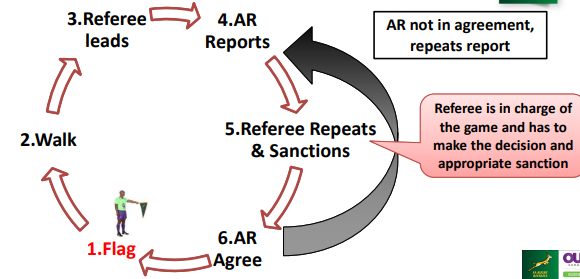 3.Referee
leads
4.AR
Reports
AR not in agreement,
repeats report
2.Walk
5.Referee Repeats
& Sanctions
Referee is in charge of
the game and has to
make the decision and
appropriate sanction
1.Flag
6.AR
Agree